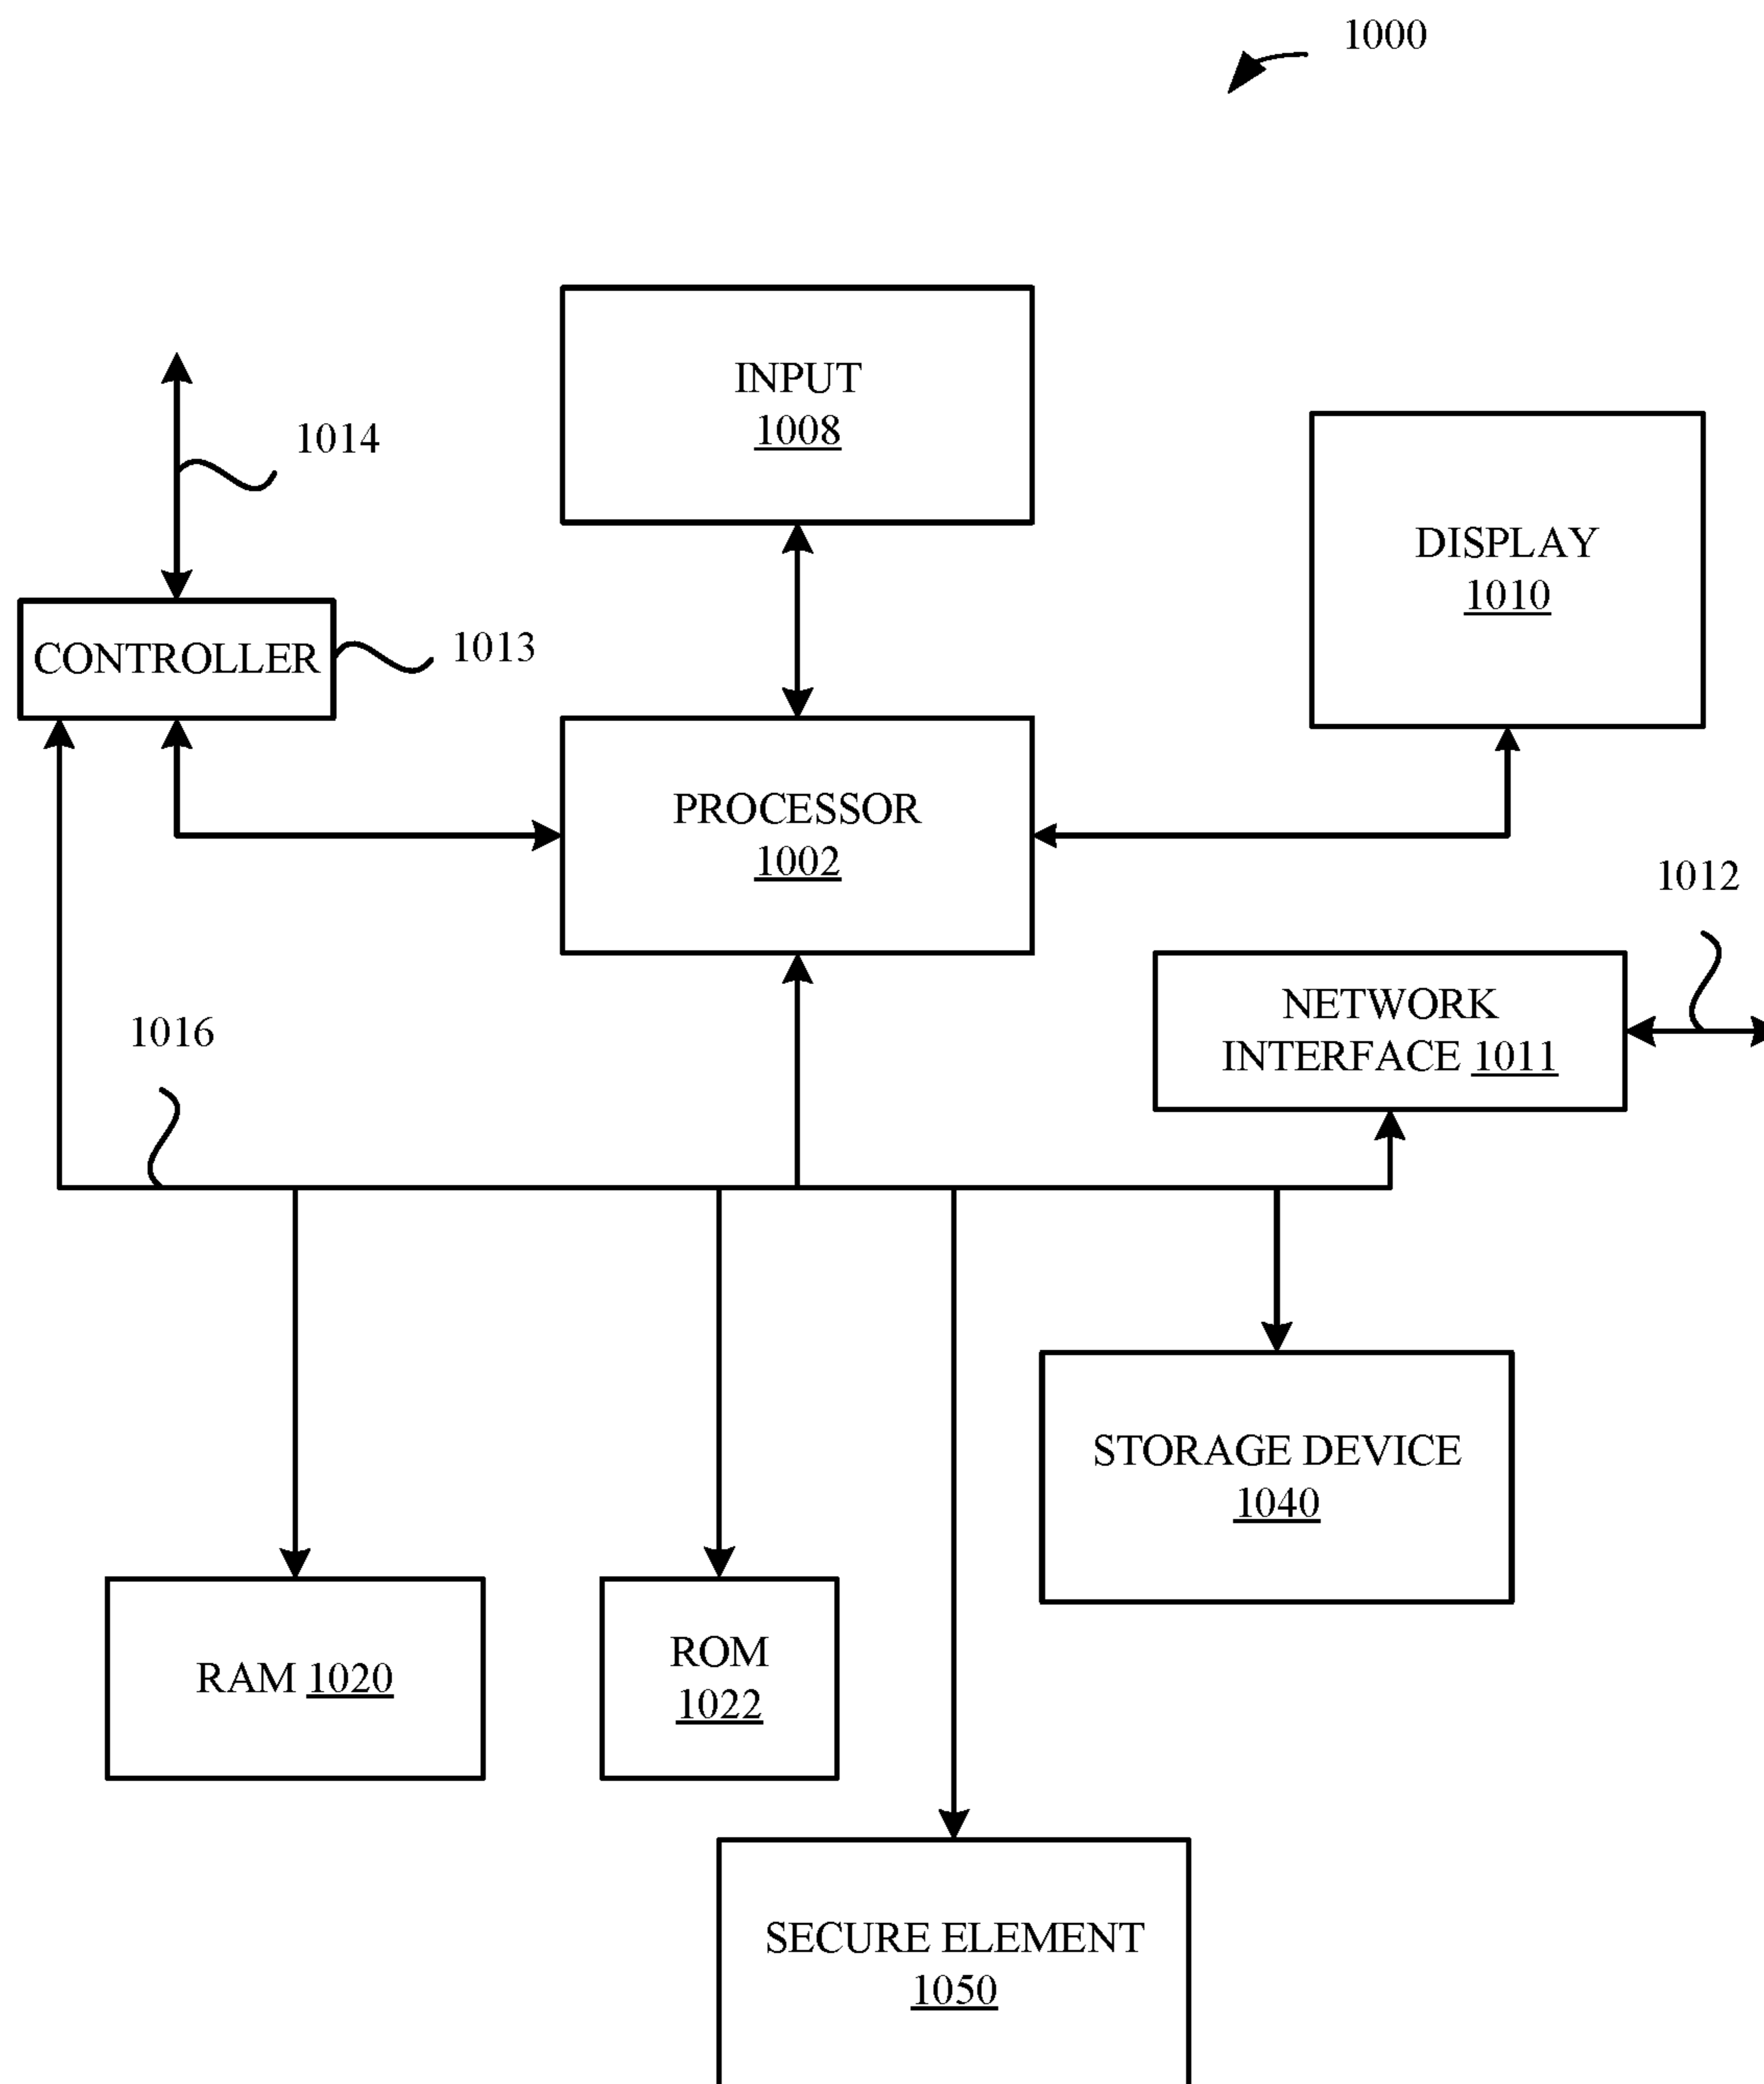 1000
INPUT
1008
1014
DISPLAY
1010
CONTROLLER
1013
PROCESSOR
1002
1012
NETWORK
INTERFACE 1011
1016
STORAGE DEVICE
1040
RAM 1020
ROM
1022
SECURE ELEMENT
1050